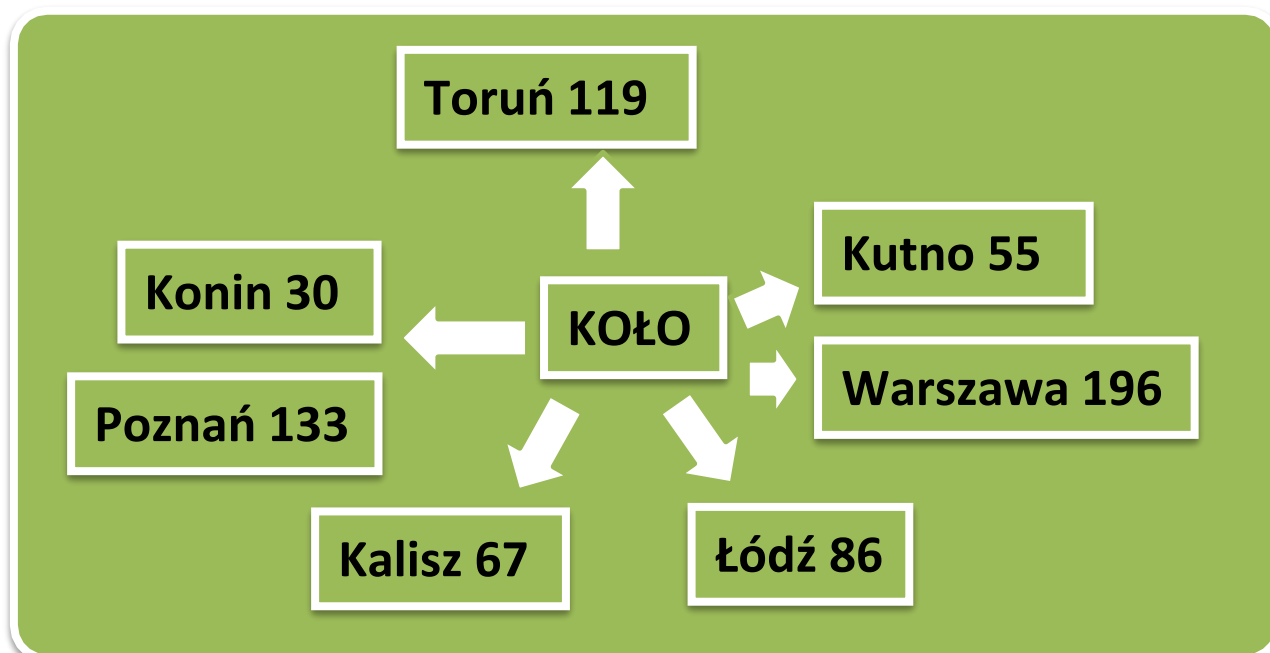 Toruń 119
Kutno 55
Konin 30
KOŁO
Warszawa 196
Poznań 133
Kalisz 67
Łódź 86